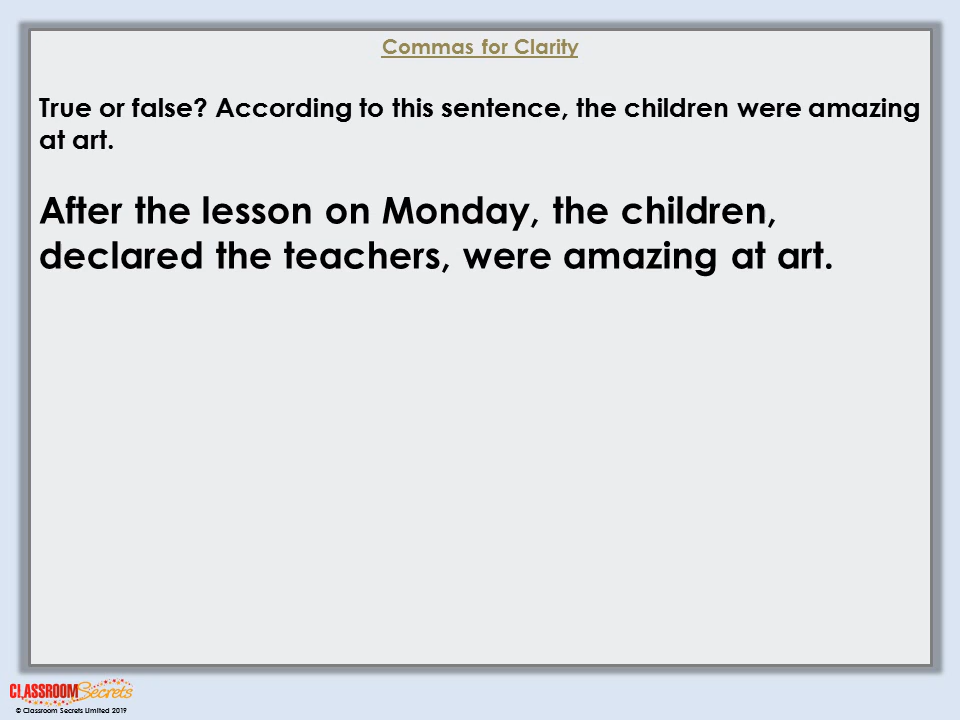 Commas for Clarity
True or false? According to this sentence, the children were amazing
at art.
After the lesson on Monday, the children,
declared the teachers, were amazing at art.
CLASSROOM Secrets
© Classroom Secrets Limited 2019